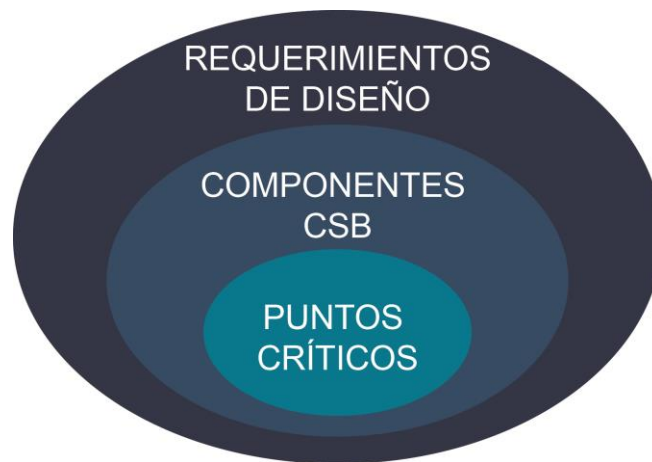 REQUERIMIENTOS
DE DISEÑO
COMPONENTES
CSB
PUNTOS
CRÍTICOS